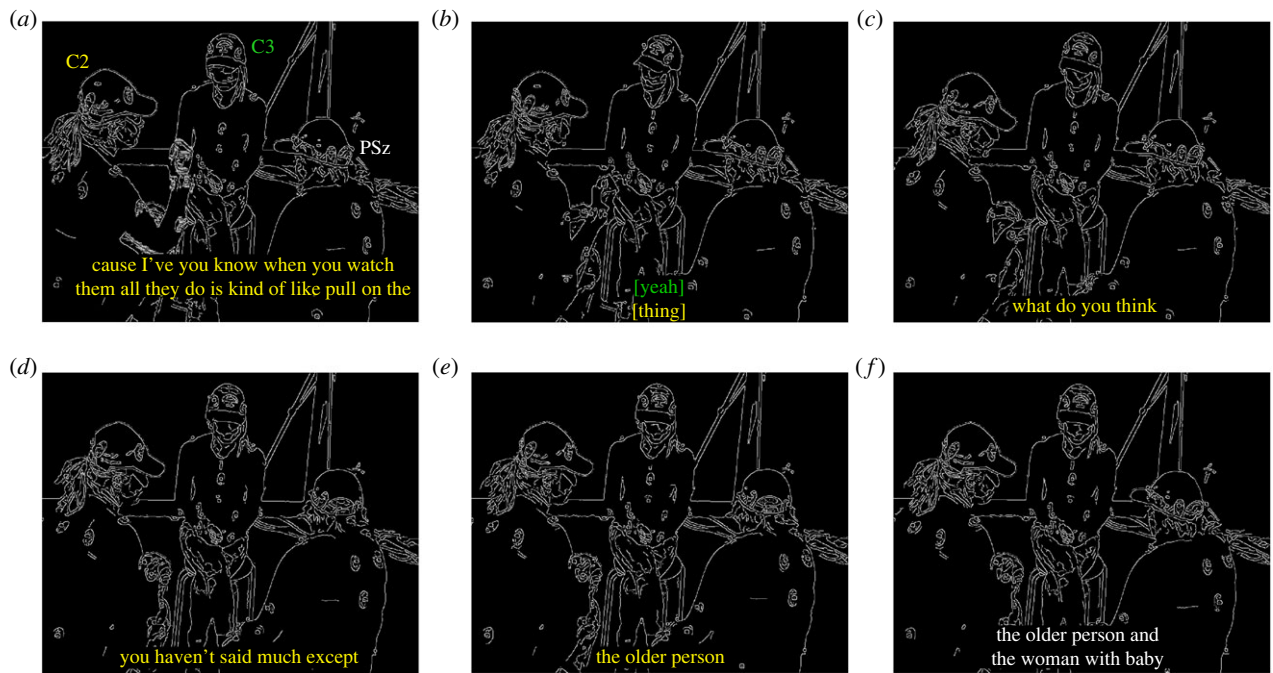 (a)
C2
C3
PSz
cause I've you know when you watch
them all they do is kind of like pull on the
(b)
[yeah]
[thing]
(c)
what do you think
(d)
you haven't said much except
(e)
the older person
(f)
the older person and
the woman with baby